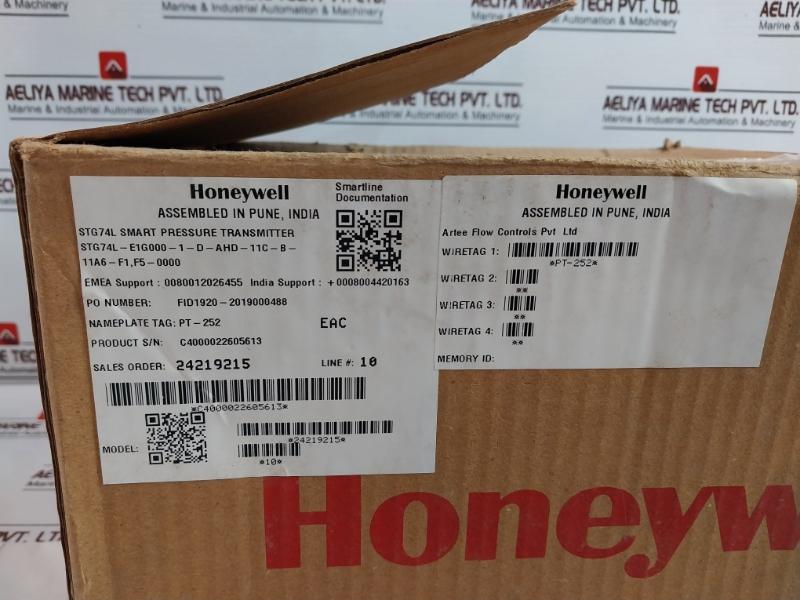 AELIYA MARINE TECH PVT. LTD.
Marine & Industrial Automation & Machinery
AELIYA MARINE TECH PVT. LTD.
Marine & Industrial Automation & Machinery
AELIYA MARINE TECH PVT. LTD.
Marine & Industrial Automation & Machinery
Honeywell
ASSEMBLED IN PUNE, INDIA
Smartline
Documentation
STG74L SMART PRESSURE TRANSMITTER
STG74L-E1G000-1-D-AHD-11C-B-
11A6-F1,F5-0000
EMEA Support : 0080012026455 India Support : +0008004420163
PO NUMBER: FID1920-2019000488
NAMEPLATE TAG: PT-252
EAC
PRODUCT S/N: C4000022605613
SALES ORDER: 24219215
LINE #: 10
*C4000022605613*
MODEL:
*24219215*
*10*
Honeywell
ASSEMBLED IN PUNE, INDIA
Artee Flow Controls Pvt Ltd
WIRETAG 1:
*PT-252*
WIRETAG 2:
**
WIRETAG 3:
**
WIRETAG 4:
**
MEMORY ID:
Honeyw